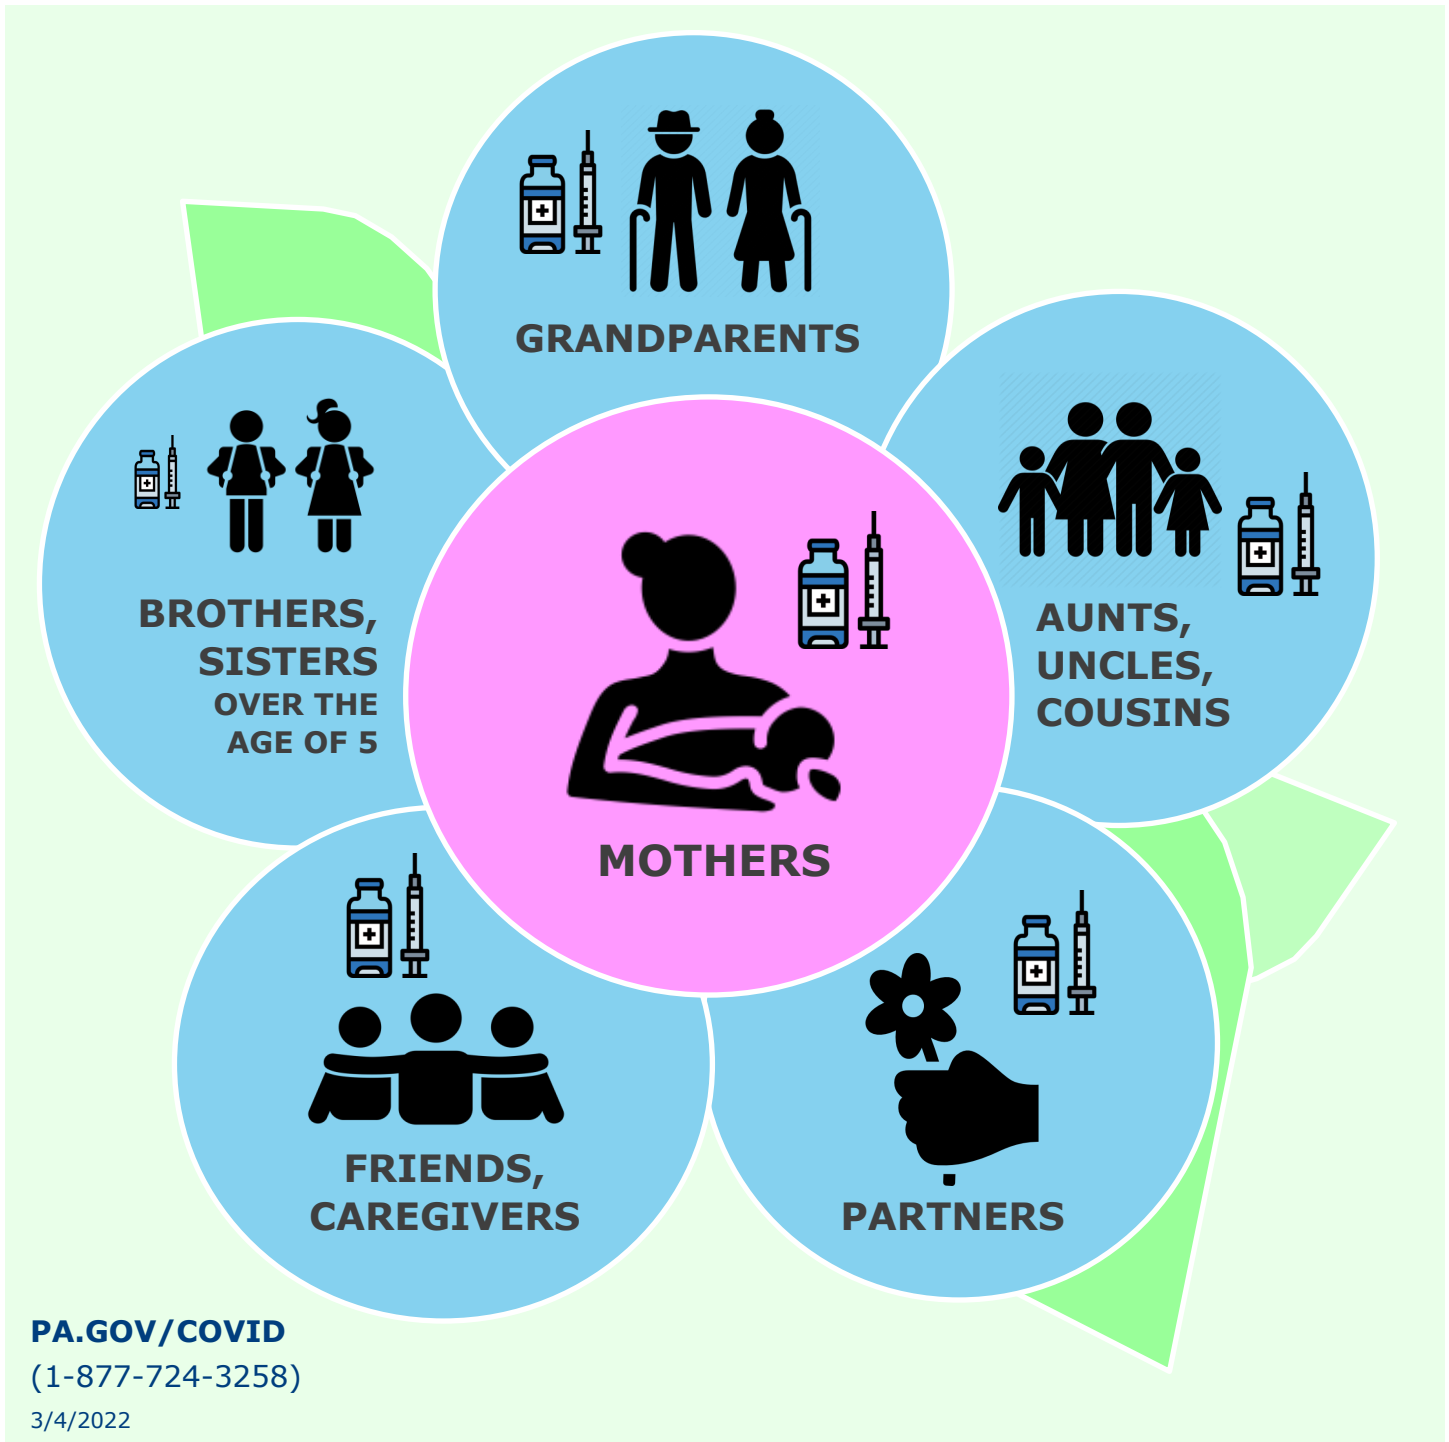 GRANDPARENTS
BROTHERS,
SISTERS
OVER THE
AGE OF 5
AUNTS,
UNCLES,
COUSINS
MOTHERS
FRIENDS,
CAREGIVERS
PARTNERS
PA.GOV/COVID
(1-877-724-3258)
3/4/2022